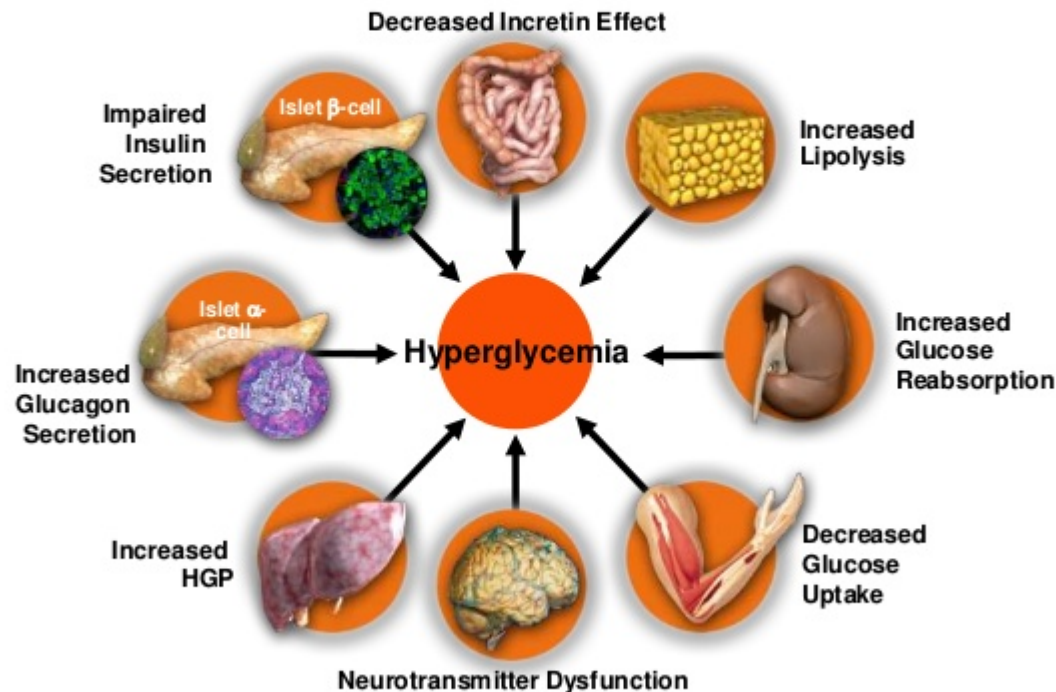 Decreased Incretin Effect
Islet β-cell
Impaired
Insulin
Secretion
Increased
Lipolysis
Islet α-
cell
Increased
Glucagon
Secretion
Hyperglycemia
Increased
Glucose
Reabsorption
Increased
HGP
Decreased
Glucose
Uptake
Neurotransmitter Dysfunction